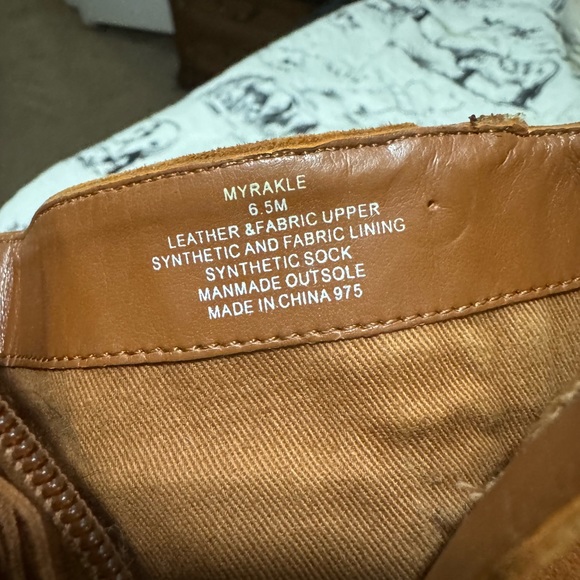 MYRAKLE
6.5M
LEATHER &FABRIC UPPER
SYNTHETIC AND FABRIC LINING
SYNTHETIC SOCK
MANMADE OUTSOLE
MADE IN CHINA 975